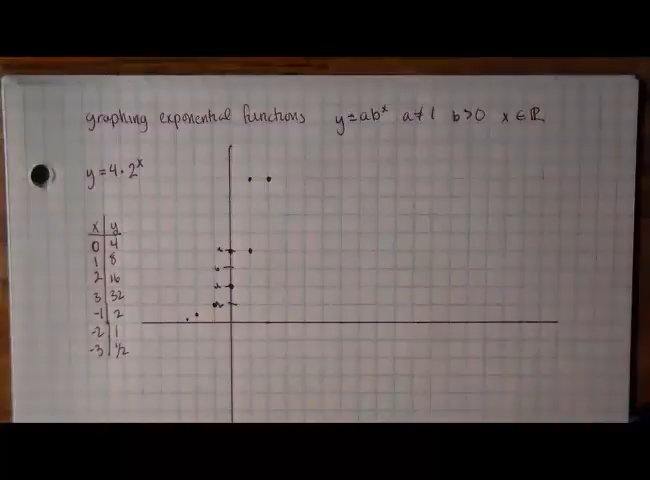 graphing exponential functions y=ab^x a≠1 b>0 x∈ℝ
y=4·2^x
x y
0 4
1 8
2 16
3 32
-1 2
-2 1
-3 1/2
2